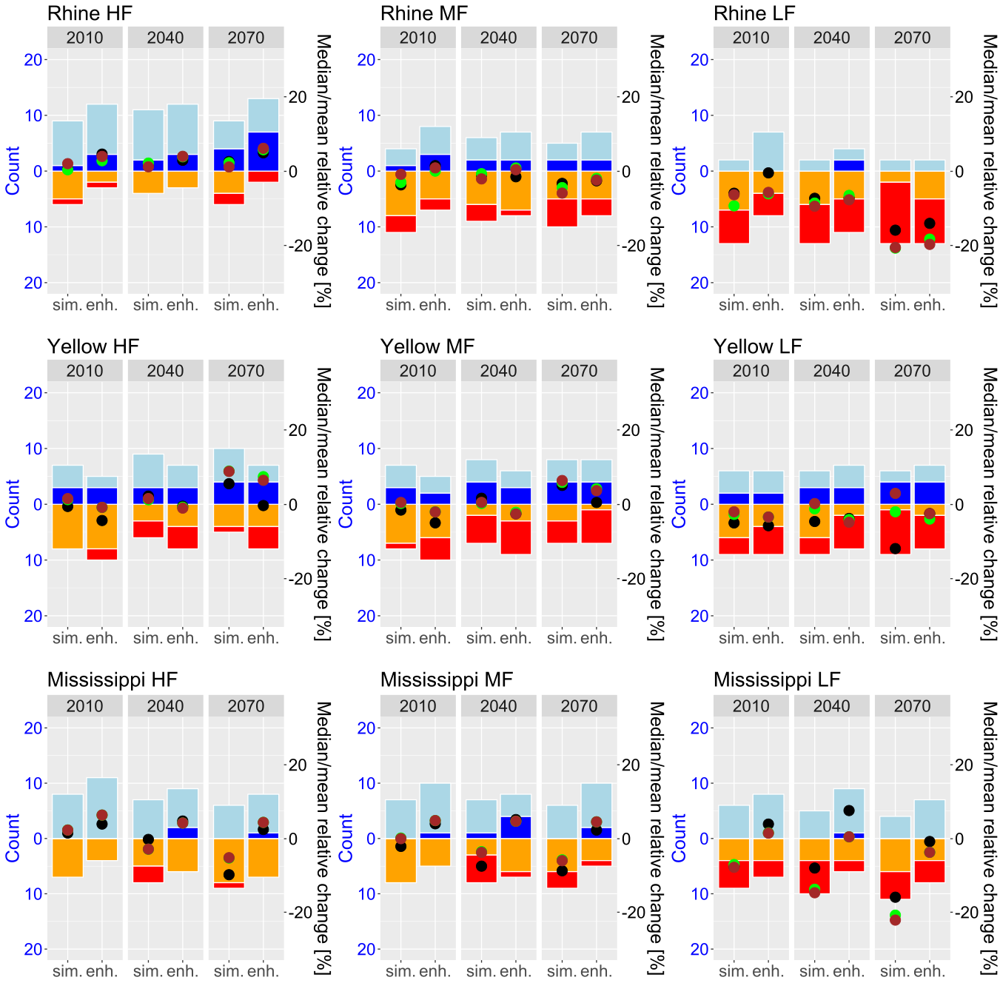 Rhine HF
2010 2040 2070
20
10
0
10
20
Count
20
0
-20
Median/mean relative change [%]
sim. enh. sim. enh. sim. enh.
Rhine MF
2010 2040 2070
20
10
0
10
20
Count
20
0
-20
Median/mean relative change [%]
sim. enh. sim. enh. sim. enh.
Rhine LF
2010 2040 2070
20
10
0
10
20
Count
20
0
-20
Median/mean relative change [%]
sim. enh. sim. enh. sim. enh.
Yellow HF
2010 2040 2070
20
10
0
10
20
Count
20
0
-20
Median/mean relative change [%]
sim. enh. sim. enh. sim. enh.
Yellow MF
2010 2040 2070
20
10
0
10
20
Count
20
0
-20
Median/mean relative change [%]
sim. enh. sim. enh. sim. enh.
Yellow LF
2010 2040 2070
20
10
0
10
20
Count
20
0
-20
Median/mean relative change [%]
sim. enh. sim. enh. sim. enh.
Mississippi HF
2010 2040 2070
20
10
0
10
20
Count
20
0
-20
Median/mean relative change [%]
sim. enh. sim. enh. sim. enh.
Mississippi MF
2010 2040 2070
20
10
0
10
20
Count
20
0
-20
Median/mean relative change [%]
sim. enh. sim. enh. sim. enh.
Mississippi LF
2010 2040 2070
20
10
0
10
20
Count
20
0
-20
Median/mean relative change [%]
sim. enh. sim. enh. sim. enh.